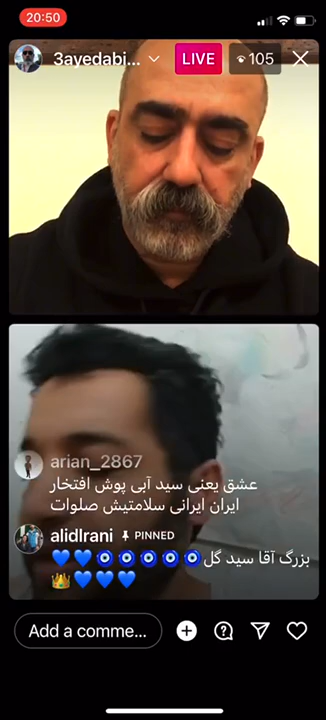 20:50
3ayedabi...
LIVE
105
arian_2867
عشق یعنی سید آبی پوش افتخار
ایران ایرانی سلامتیش صلوات
alidlrani PINNED
بزرگ آقا سید گل🧿🧿🧿🧿🧿💙💙
👑💙💙💙
Add a comme...